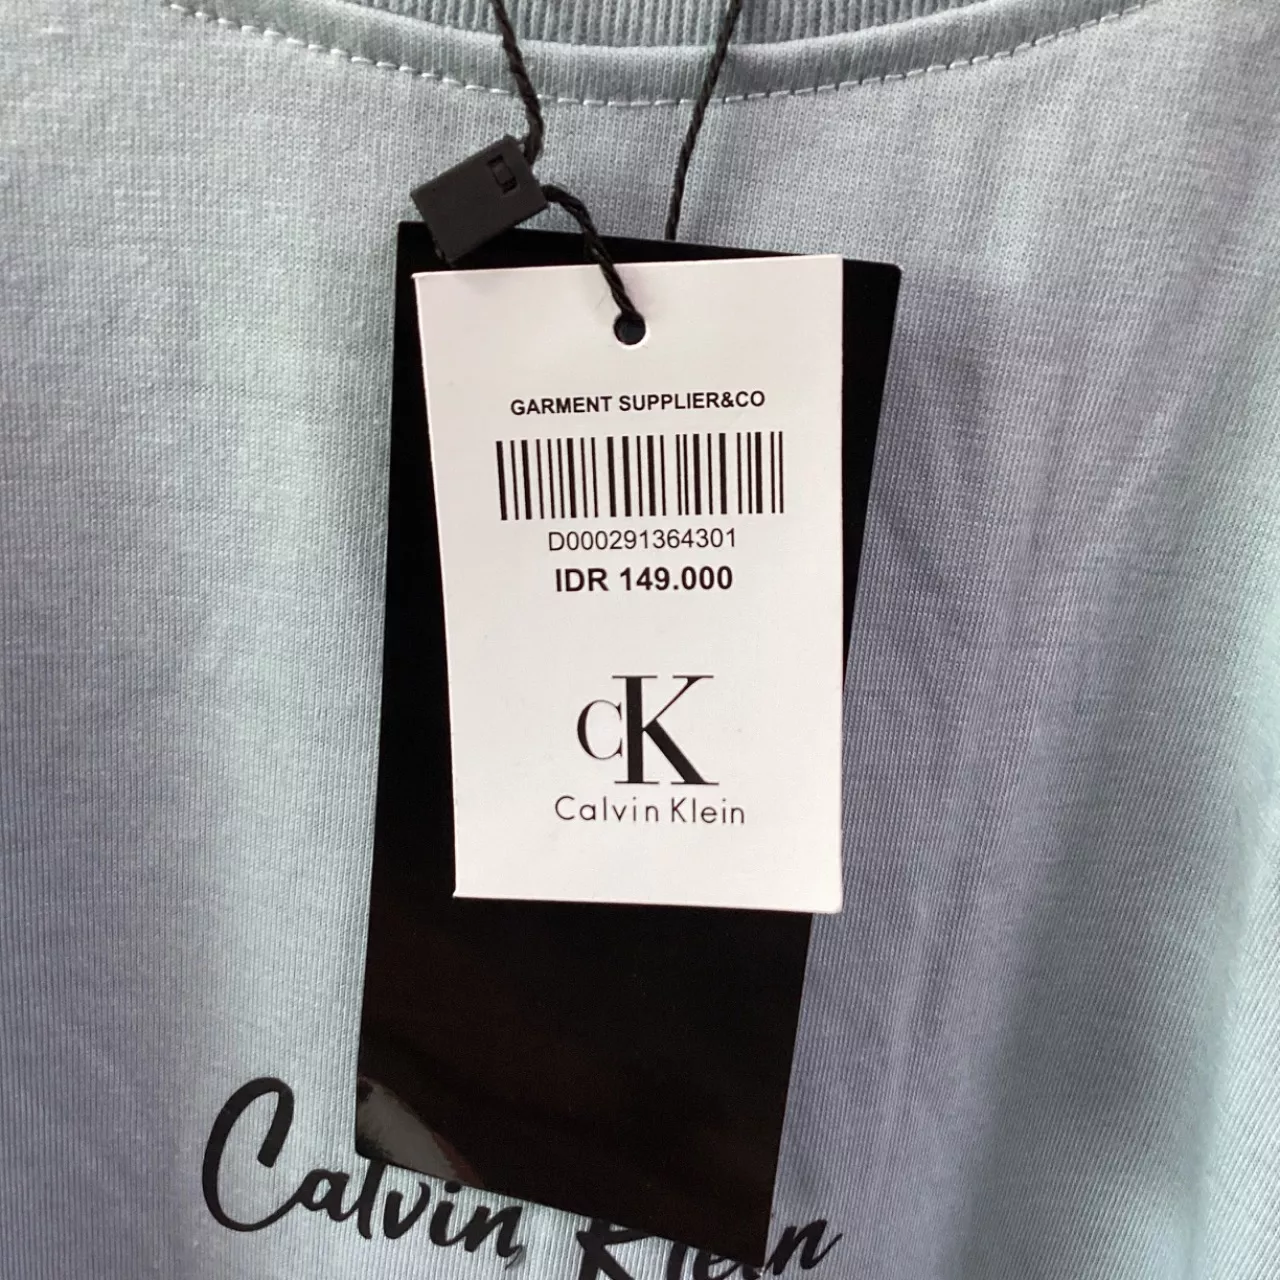 GARMENT SUPPLIER&CO
D000291364301
IDR 149.000
CK
Calvin Klein
Calvin Klein